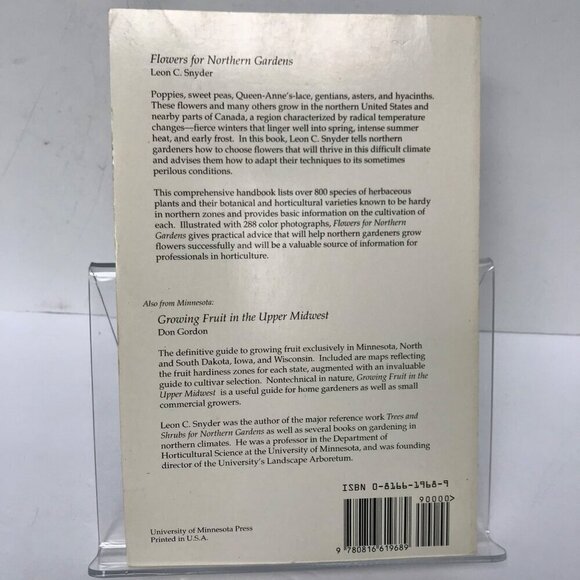 Flowers for Northern Gardens
Leon C. Snyder
Poppies, sweet peas, Queen-Anne's-lace, gentians, asters, and hyacinths.
These flowers and many others grow in the northern United States and
nearby parts of Canada, a region characterized by radical temperature
changes—fierce winters that linger well into spring, intense summer
heat, and early frost. In this book, Leon C. Snyder tells northern
gardeners how to choose flowers that will thrive in this difficult climate
and advises them how to adapt their techniques to its sometimes
perilous conditions.
This comprehensive handbook lists over 800 species of herbaceous
plants and their botanical and horticultural varieties known to be hardy
in northern zones and provides basic information on the cultivation of
each. Illustrated with 288 color photographs, Flowers for Northern
Gardens gives practical advice that will help northern gardeners grow
flowers successfully and will be a valuable source of information for
professionals in horticulture.
Also from Minnesota:
Growing Fruit in the Upper Midwest
Don Gordon
The definitive guide to growing fruit exclusively in Minnesota, North
and South Dakota, Iowa, and Wisconsin. Included are maps reflecting
the fruit hardiness zones for each state, augmented with an invaluable
guide to cultivar selection. Nontechnical in nature, Growing Fruit in the
Upper Midwest is a useful guide for home gardeners as well as small
commercial growers.
Leon C. Snyder was the author of the major reference work Trees and
Shrubs for Northern Gardens as well as several books on gardening in
northern climates. He was a professor in the Department of
Horticultural Science at the University of Minnesota, and was founding
director of the University's Landscape Arboretum.
ISBN 0-8166-1968-9
90000>
9 780816 619689
University of Minnesota Press
Printed in U.S.A.